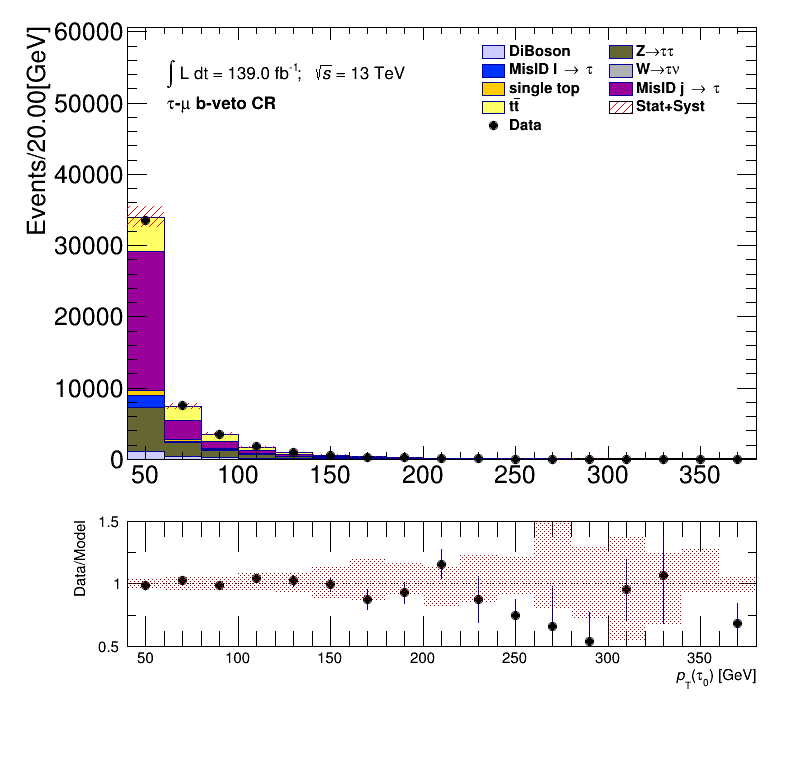 Events/20.00[GeV]
60000
50000
40000
30000
20000
10000
0
∫ L dt = 139.0 fb⁻¹; √s = 13 TeV
τ-μ b-veto CR
DiBoson
MisID l → τ
single top
tt̄
Data
Z→ττ
W→τν
MisID j → τ
Stat+Syst
50 100 150 200 250 300 350
Data/Model
1.5
1
0.5
50 100 150 200 250 300 350
p_T(τ_0) [GeV]